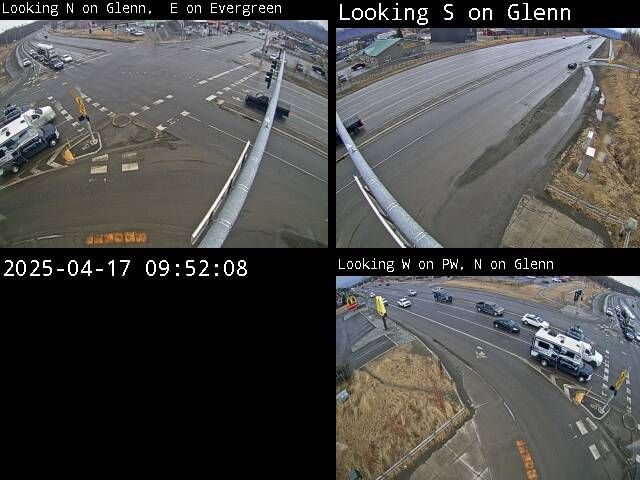 Looking N on Glenn, E on Evergreen
Looking S on Glenn
2025-04-17 09:52:08
Looking W on PW, N on Glenn